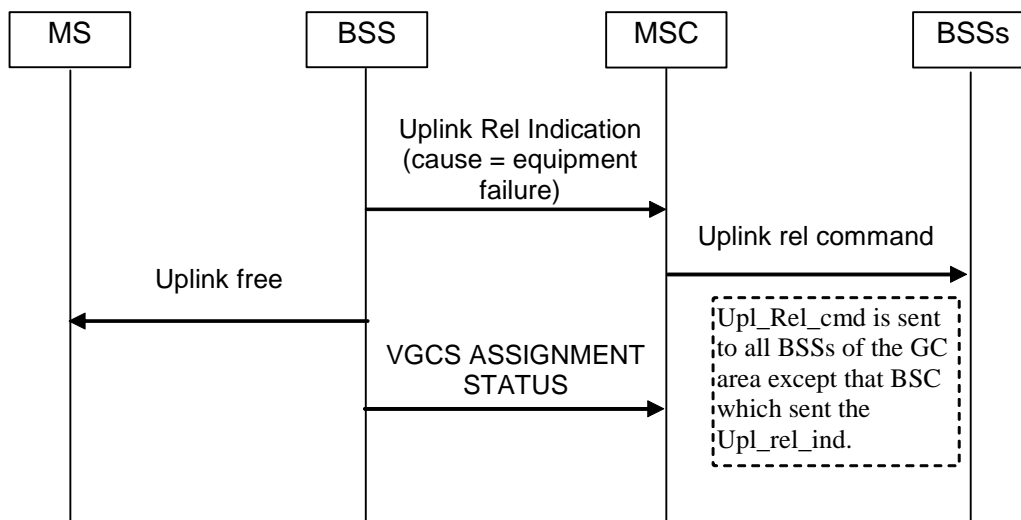 MS
BSS
MSC
BSSs
Uplink Rel Indication
(cause = equipment
failure)
Uplink rel command
Uplink free
Upl_Rel_cmd is sent
to all BSSs of the GC
area except that BSC
which sent the
Upl_rel_ind.
VGCS ASSIGNMENT
STATUS